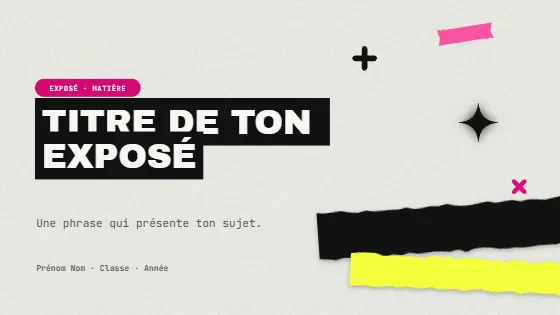 EXPOSÉ · MATIÈRE
TITRE DE TON
EXPOSÉ
Une phrase qui présente ton sujet.
Prénom Nom · Classe · Année